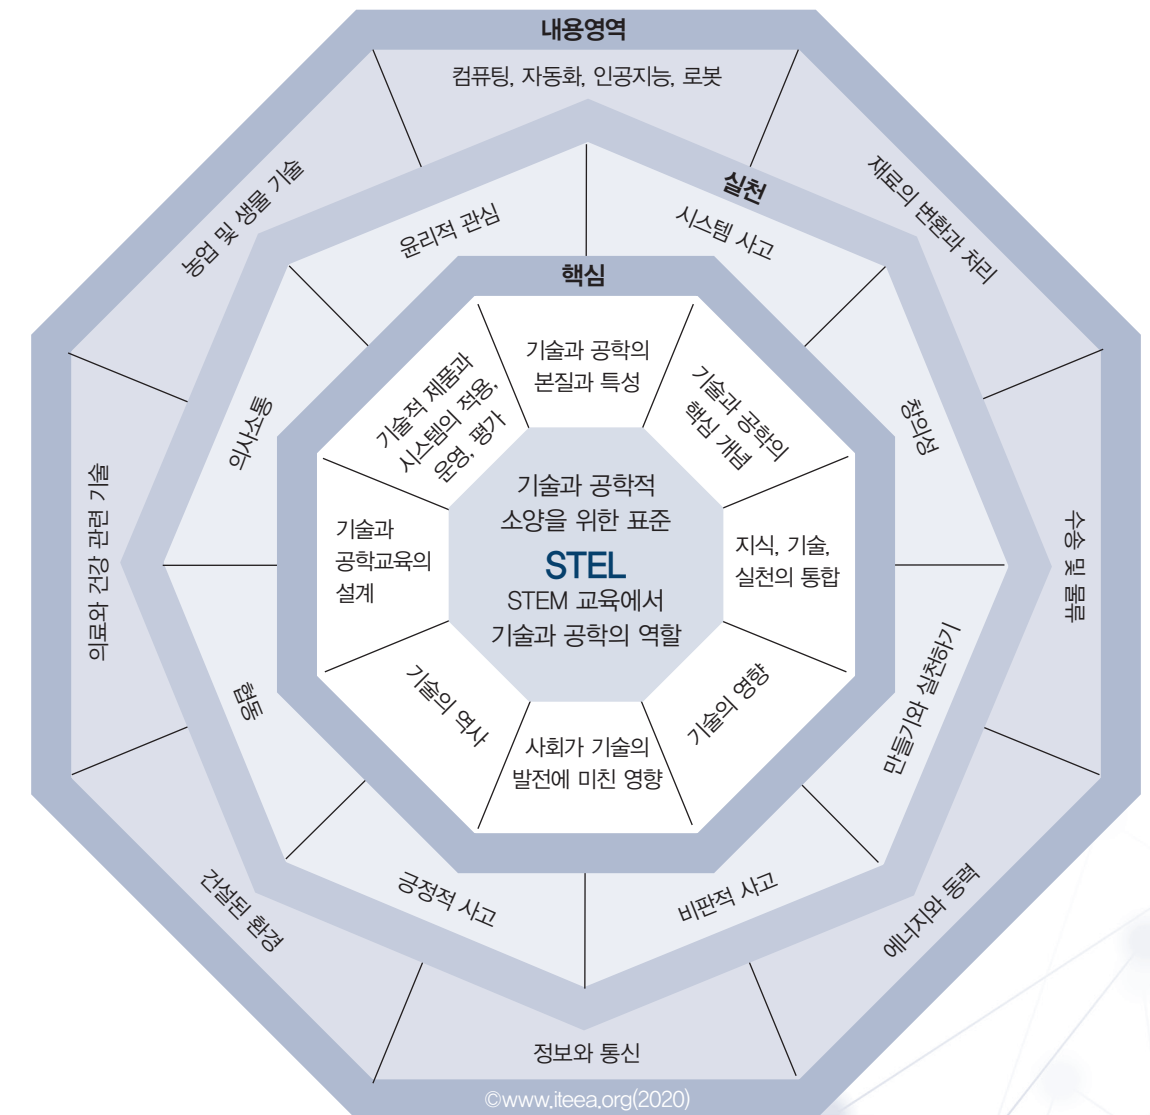 내용영역
컴퓨팅, 자동화, 인공지능, 로봇
재료의 변환과 처리
수송 및 물류
에너지와 동력
정보와 통신
건설된 환경
의료와 건강 관련 기술
농업 및 생물 기술
실천
시스템 사고
창의성
만들기와 실천하기
비판적 사고
긍정적 사고
협동
의사소통
윤리적 관심
핵심
기술과 공학의
본질과 특성
기술과 공학의
핵심 개념
지식, 기술,
실천의 통합
기술의 영향
사회가 기술의
발전에 미친 영향
기술의 역사
기술과
공학교육의
설계
기술적 제품과
시스템의 적용,
운영, 평가
기술과 공학적
소양을 위한 표준
STEL
STEM 교육에서
기술과 공학의 역할
©www.iteea.org(2020)